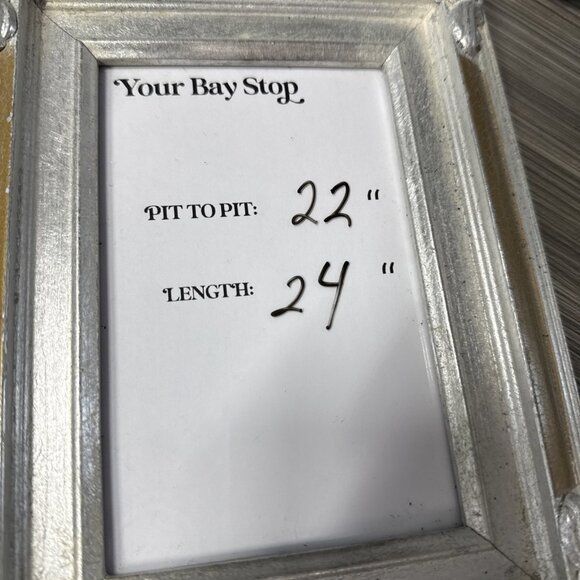 Your Bay Stop
PIT TO PIT: 22 "
LENGTH: 24 "